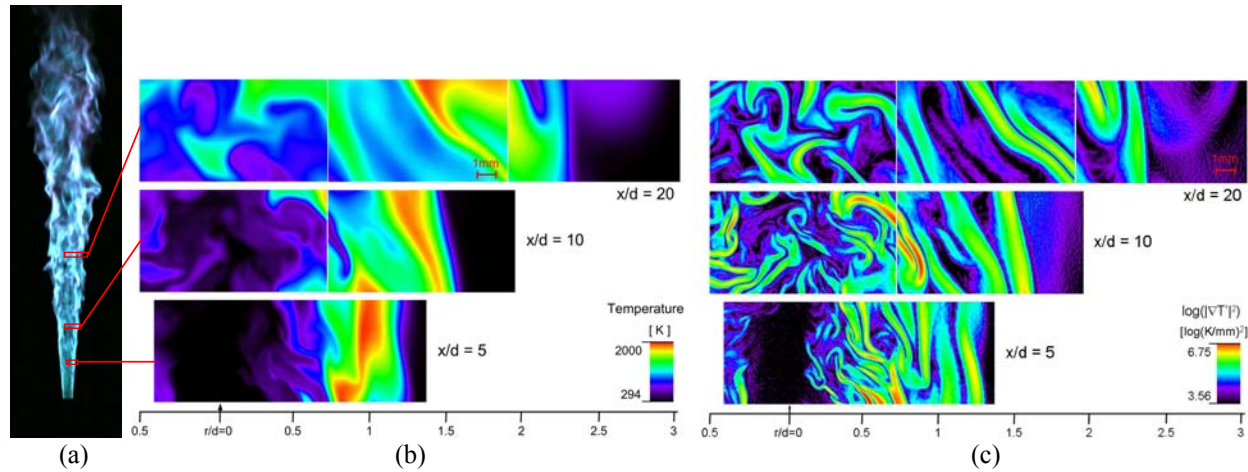 1mm
x/d = 20
x/d = 10
x/d = 5
Temperature
[ K ]
2000
294
0.5
r/d=0
0.5
1
1.5
2
2.5
3
1mm
x/d = 20
x/d = 10
x/d = 5
log(|∇T'|²)
[log(K/mm)²]
6.75
3.56
0.5
r/d=0
0.5
1
1.5
2
2.5
3
(a)
(b)
(c)